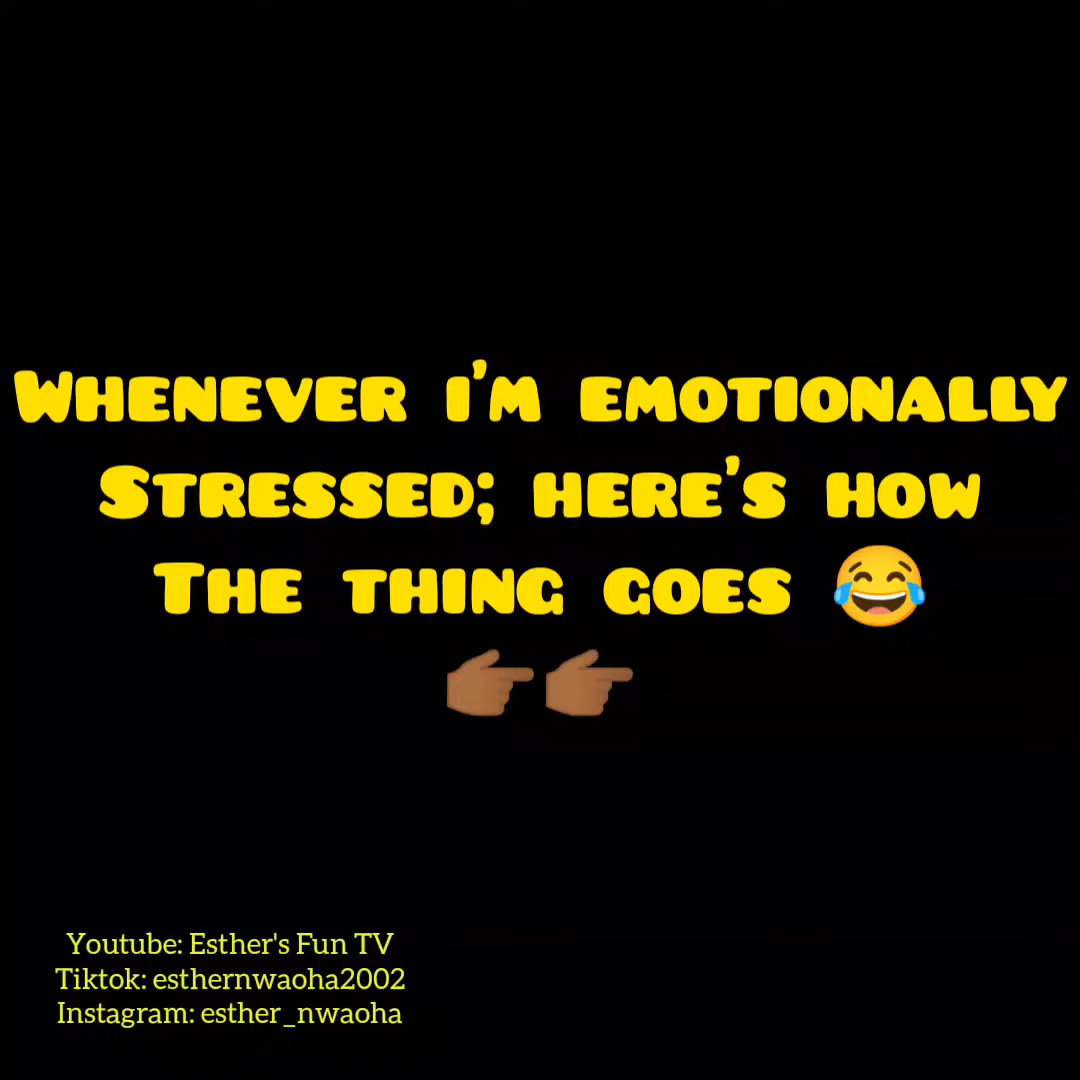 Whenever i'm emotionally
Stressed; here's how
The thing goes 😂
👉🏾👉🏾
Youtube: Esther's Fun TV
Tiktok: esthernwaoha2002
Instagram: esther_nwaoha